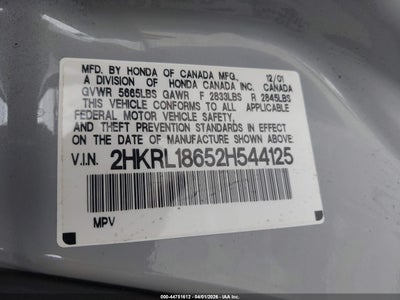 MFD. BY HONDA OF CANADA MFG., 12/01
A DIVISION OF HONDA CANADA INC. CANADA
GVWR 5665LBS GAWR F 2833LBS R 2845LBS
THIS VEHICLE CONFORMS TO ALL APPLICABLE
FEDERAL MOTOR VEHICLE SAFETY,
AND THEFT PREVENTION STANDARDS IN EFFECT
ON THE DATE OF MANUFACTURE SHOWN ABOVE.
V.I.N. 2HKRL18652H544125
MPV
000-44751612 - 04/01/2026 - IAAI.COM